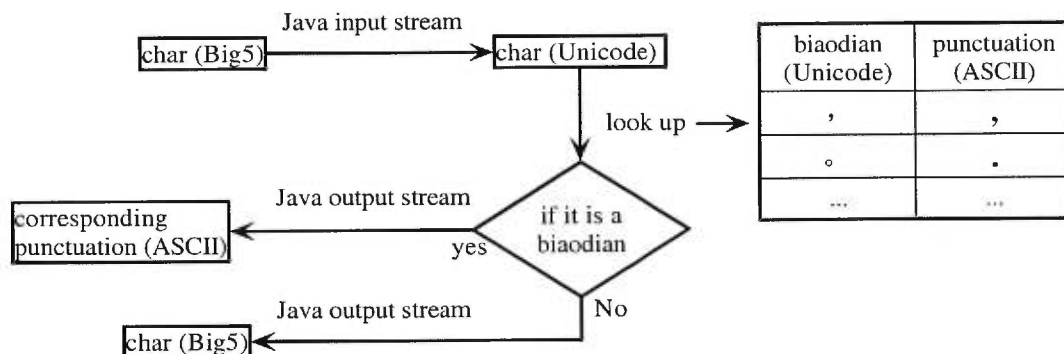 Java input stream
char (Big5)
char (Unicode)
look up
biaodian
(Unicode)
punctuation
(ASCII)
，
,
。
.
...
...
if it is a
biaodian
yes
Java output stream
corresponding
punctuation (ASCII)
No
Java output stream
char (Big5)